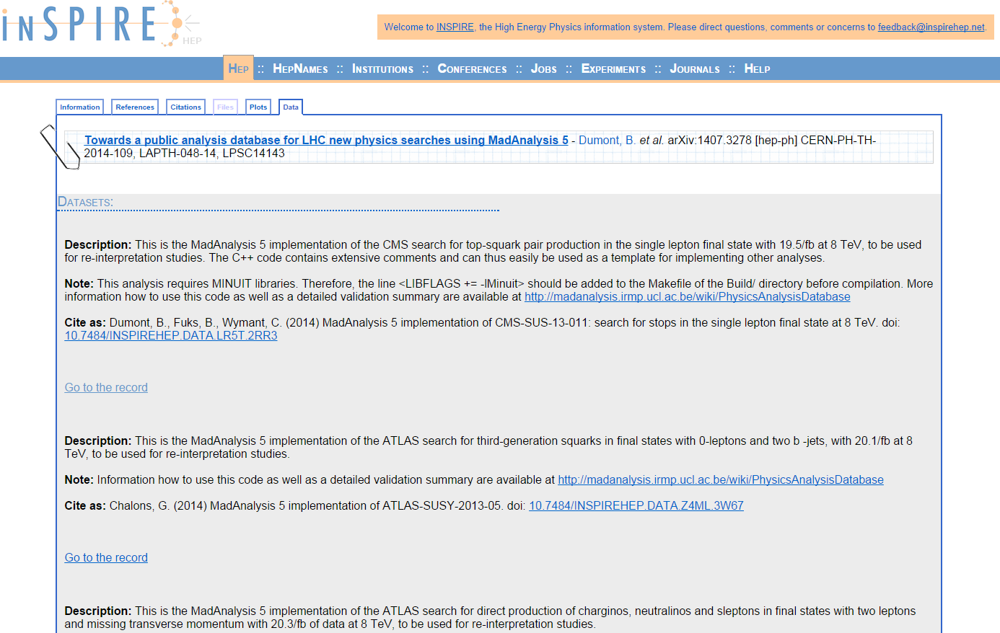 inSPIRE HEP
Welcome to INSPIRE, the High Energy Physics information system. Please direct questions, comments or concerns to feedback@inspirehep.net.
Hep :: HepNames :: Institutions :: Conferences :: Jobs :: Experiments :: Journals :: Help
Information References Citations Files Plots Data
Towards a public analysis database for LHC new physics searches using MadAnalysis 5 - Dumont, B. et al. arXiv:1407.3278 [hep-ph] CERN-PH-TH-
2014-109, LAPTH-048-14, LPSC14143
Datasets:
Description: This is the MadAnalysis 5 implementation of the CMS search for top-squark pair production in the single lepton final state with 19.5/fb at 8 TeV, to be used
for re-interpretation studies. The C++ code contains extensive comments and can thus easily be used as a template for implementing other analyses.
Note: This analysis requires MINUIT libraries. Therefore, the line <LIBFLAGS += -lMinuit> should be added to the Makefile of the Build/ directory before compilation. More
information how to use this code as well as a detailed validation summary are available at http://madanalysis.irmp.ucl.ac.be/wiki/PhysicsAnalysisDatabase
Cite as: Dumont, B., Fuks, B., Wymant, C. (2014) MadAnalysis 5 implementation of CMS-SUS-13-011: search for stops in the single lepton final state at 8 TeV. doi:
10.7484/INSPIREHEP.DATA.LR5T.2RR3
Go to the record
Description: This is the MadAnalysis 5 implementation of the ATLAS search for third-generation squarks in final states with 0-leptons and two b -jets, with 20.1/fb at 8
TeV, to be used for re-interpretation studies.
Note: Information how to use this code as well as a detailed validation summary are available at http://madanalysis.irmp.ucl.ac.be/wiki/PhysicsAnalysisDatabase
Cite as: Chalons, G. (2014) MadAnalysis 5 implementation of ATLAS-SUSY-2013-05. doi: 10.7484/INSPIREHEP.DATA.Z4ML.3W67
Go to the record
Description: This is the MadAnalysis 5 implementation of the ATLAS search for direct production of charginos, neutralinos and sleptons in final states with two leptons
and missing transverse momentum with 20.3/fb of data at 8 TeV, to be used for re-interpretation studies.